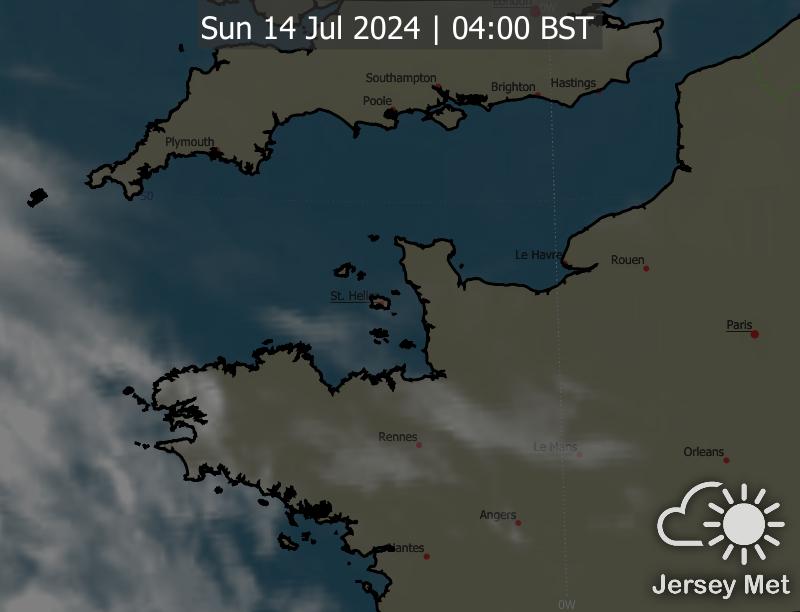 London
0W
Sun 14 Jul 2024 | 04:00 BST
Southampton
Brighton
Hastings
Poole
Plymouth
50
Le Havre
Rouen
St. Helier
Paris
Rennes
Le Mans
Orleans
Angers
Nantes
Jersey Met
0W